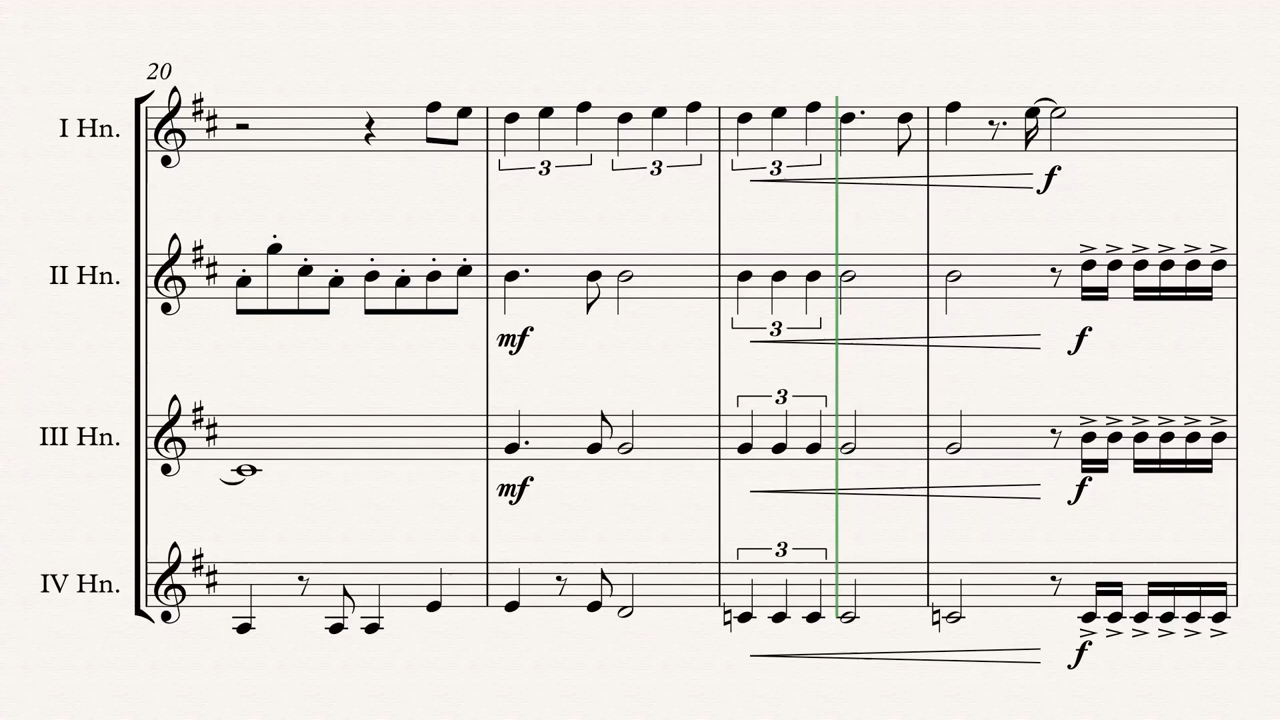 20
I Hn.
3 3 3
f
II Hn.
mf 3 f
III Hn.
3
mf f
IV Hn.
3
f